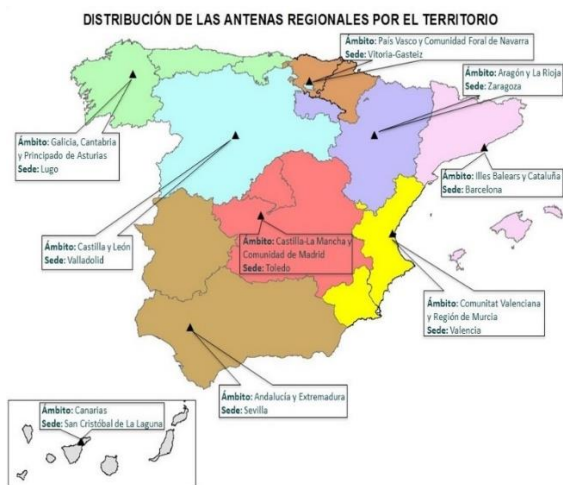 DISTRIBUCIÓN DE LAS ANTENAS REGIONALES POR EL TERRITORIO
Ámbito: País Vasco y Comunidad Foral de Navarra
Sede: Vitoria-Gasteiz
Ámbito: Aragón y La Rioja
Sede: Zaragoza
Ámbito: Galicia, Cantabria
y Principado de Asturias
Sede: Lugo
Ámbito: Illes Balears y Cataluña
Sede: Barcelona
Ámbito: Castilla y León
Sede: Valladolid
Ámbito: Castilla-La Mancha y
Comunidad de Madrid
Sede: Toledo
Ámbito: Comunitat Valenciana
y Región de Murcia
Sede: Valencia
Ámbito: Andalucía y Extremadura
Sede: Sevilla
Ámbito: Canarias
Sede: San Cristóbal de La Laguna